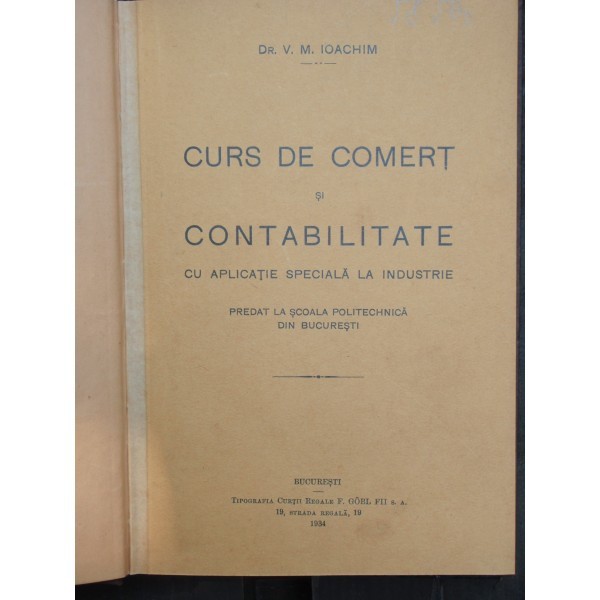 Dr. V. M. IOACHIM
CURS DE COMERȚ
ȘI
CONTABILITATE
CU APLICAȚIE SPECIALĂ LA INDUSTRIE
PREDAT LA ȘCOALA POLITECHNICĂ
DIN BUCUREȘTI
BUCUREȘTI
Tipografia Curții Regale F. GÖBL FII s. a.
19, strada regală, 19
1934